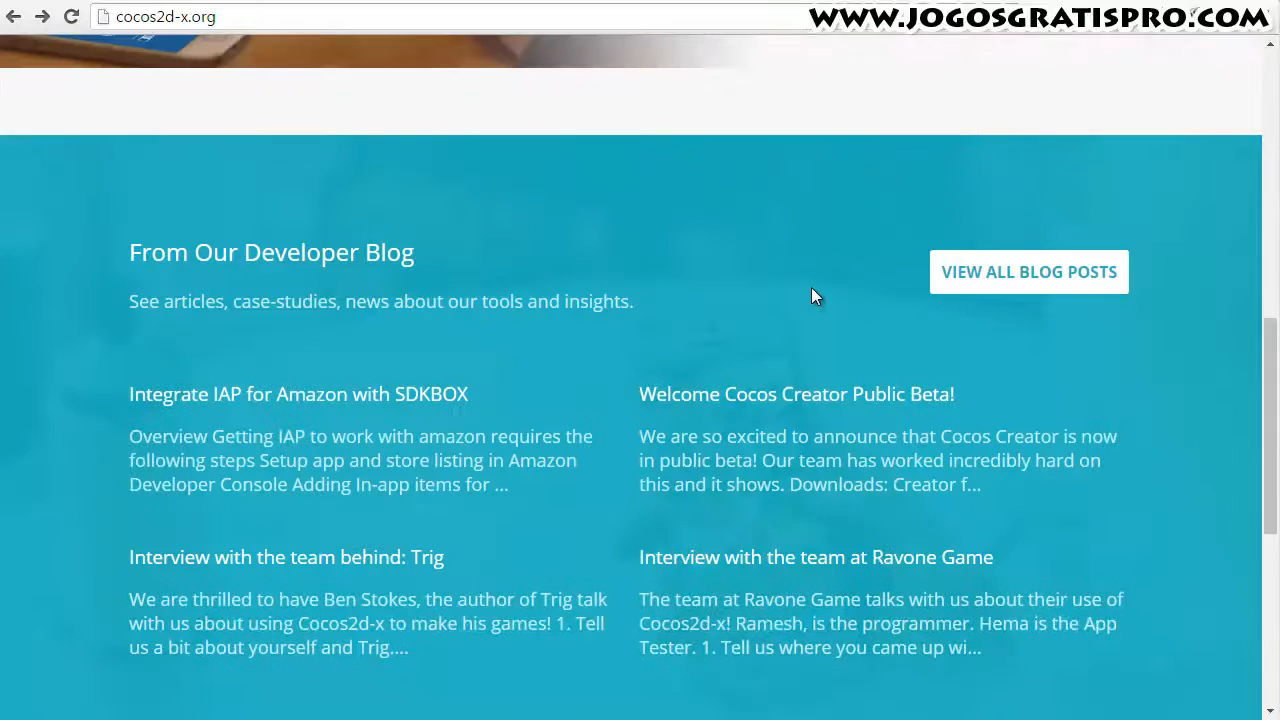 cocos2d-x.org
www.JOGOSGRATISPRO.com
From Our Developer Blog
VIEW ALL BLOG POSTS
See articles, case-studies, news about our tools and insights.
Integrate IAP for Amazon with SDKBOX
Overview Getting IAP to work with amazon requires the
following steps Setup app and store listing in Amazon
Developer Console Adding In-app items for ...
Welcome Cocos Creator Public Beta!
We are so excited to announce that Cocos Creator is now
in public beta! Our team has worked incredibly hard on
this and it shows. Downloads: Creator f...
Interview with the team behind: Trig
We are thrilled to have Ben Stokes, the author of Trig talk
with us about using Cocos2d-x to make his games! 1. Tell
us a bit about yourself and Trig....
Interview with the team at Ravone Game
The team at Ravone Game talks with us about their use of
Cocos2d-x! Ramesh, is the programmer. Hema is the App
Tester. 1. Tell us where you came up wi...